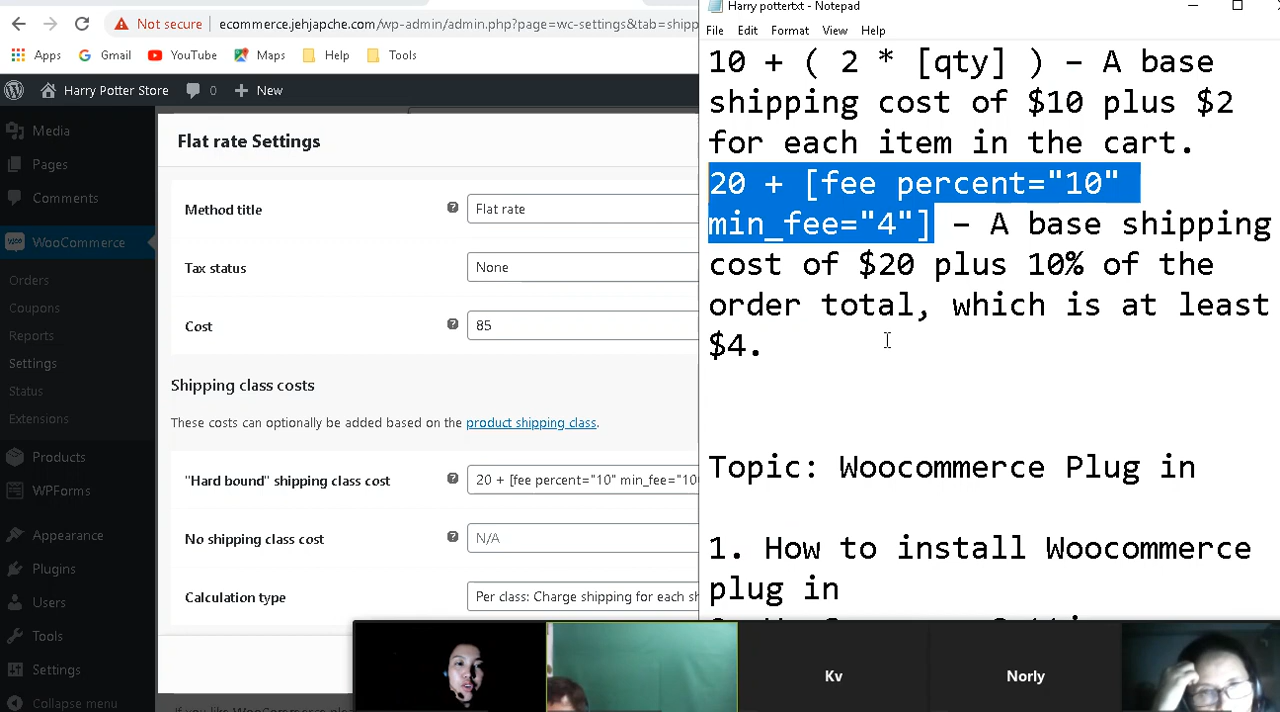 Not secure
ecommerce.jehjapche.com/wp-admin/admin.php?page=wc-settings&tab=shipp
Apps
Gmail
YouTube
Maps
Help
Tools
Harry Potter Store
0
New
Media
Pages
Comments
WooCommerce
Orders
Coupons
Reports
Settings
Status
Extensions
Products
WPForms
Appearance
Plugins
Users
Tools
Settings
Collapse menu
Flat rate Settings
Method title
Flat rate
Tax status
None
Cost
85
Shipping class costs
These costs can optionally be added based on the product shipping class.
"Hard bound" shipping class cost
20 + [fee percent="10" min_fee="10
No shipping class cost
N/A
Calculation type
Per class: Charge shipping for each sh
Harry pottertxt - Notepad
File Edit Format View Help
10 + ( 2 * [qty] ) – A base
shipping cost of $10 plus $2
for each item in the cart.
20 + [fee percent="10"
min_fee="4"] – A base shipping
cost of $20 plus 10% of the
order total, which is at least
$4.
Topic: Woocommerce Plug in
1. How to install Woocommerce
plug in
Kv
Norly